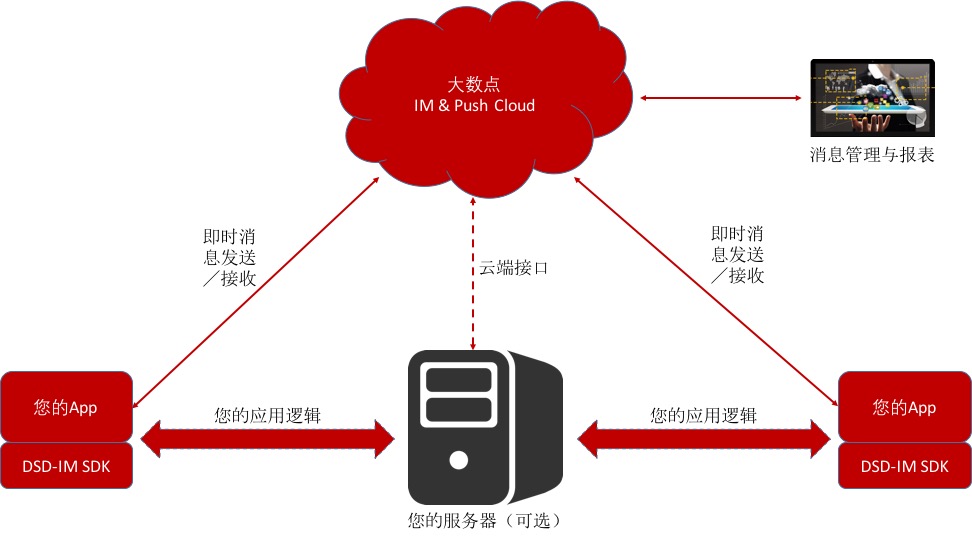 大数点
IM & Push Cloud
消息管理与报表
即时消
息发送
／接收
即时消
息发送
／接收
云端接口
您的App
DSD-IM SDK
您的应用逻辑
您的应用逻辑
您的App
DSD-IM SDK
您的服务器（可选）